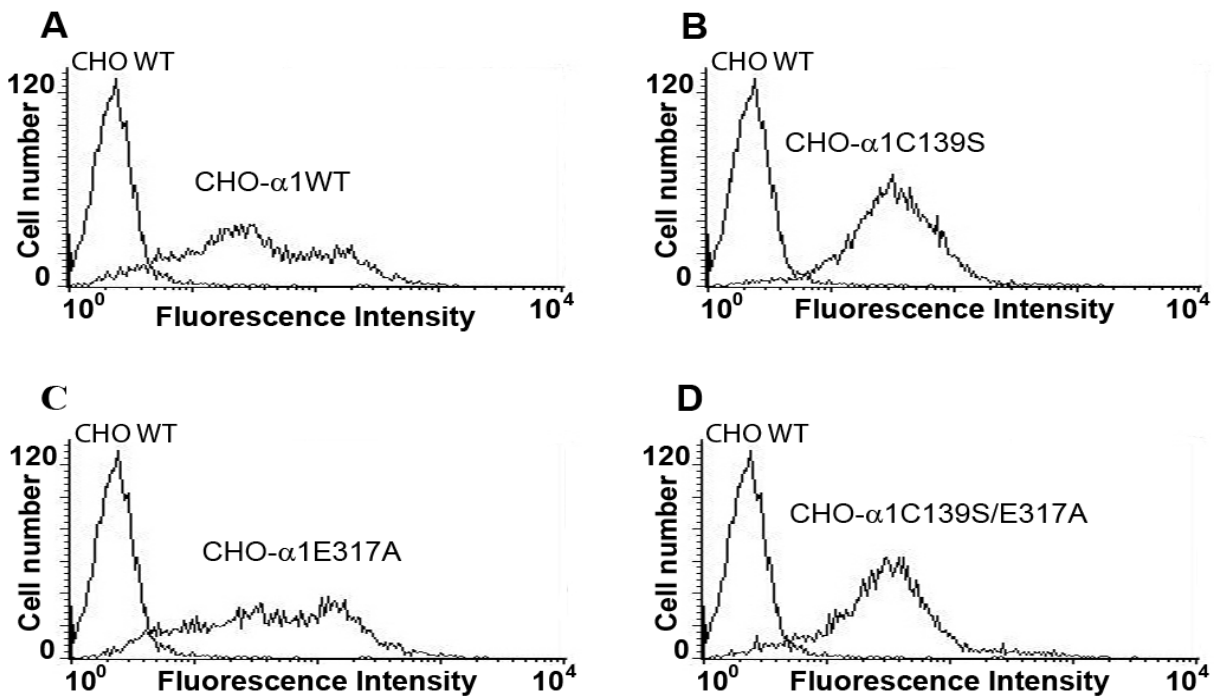 A
CHO WT
120
CHO-α1WT
Cell number
0
10⁰
Fluorescence Intensity
10⁴
B
CHO WT
120
CHO-α1C139S
Cell number
0
10⁰
Fluorescence Intensity
10⁴
C
CHO WT
120
CHO-α1E317A
Cell number
0
10⁰
Fluorescence Intensity
10⁴
D
CHO WT
120
CHO-α1C139S/E317A
Cell number
0
10⁰
Fluorescence Intensity
10⁴